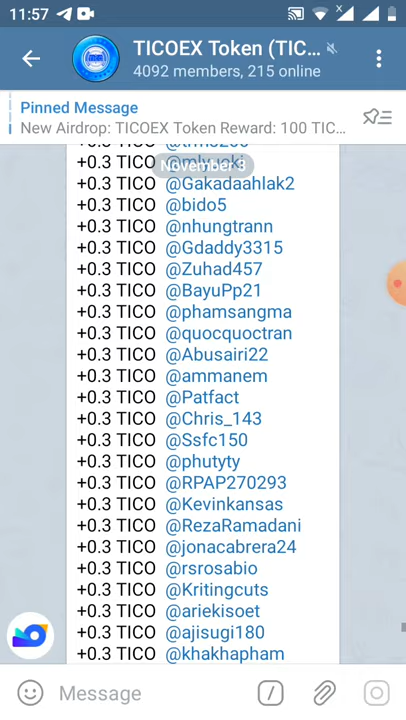 11:57
TICOEX Token (TIC...
4092 members, 215 online
Pinned Message
New Airdrop: TICOEX Token Reward: 100 TIC...
November 3
+0.3 TICO
+0.3 TICO @Gakadaahlak2
+0.3 TICO @bido5
+0.3 TICO @nhungtrann
+0.3 TICO @Gdaddy3315
+0.3 TICO @Zuhad457
+0.3 TICO @BayuPp21
+0.3 TICO @phamsangma
+0.3 TICO @quocquoctran
+0.3 TICO @Abusairi22
+0.3 TICO @ammanem
+0.3 TICO @Patfact
+0.3 TICO @Chris_143
+0.3 TICO @Ssfc150
+0.3 TICO @phutyty
+0.3 TICO @RPAP270293
+0.3 TICO @Kevinkansas
+0.3 TICO @RezaRamadani
+0.3 TICO @jonacabrera24
+0.3 TICO @rsrosabio
+0.3 TICO @Kritingcuts
+0.3 TICO @ariekisoet
+0.3 TICO @ajisugi180
+0.3 TICO @khakhapham
Message